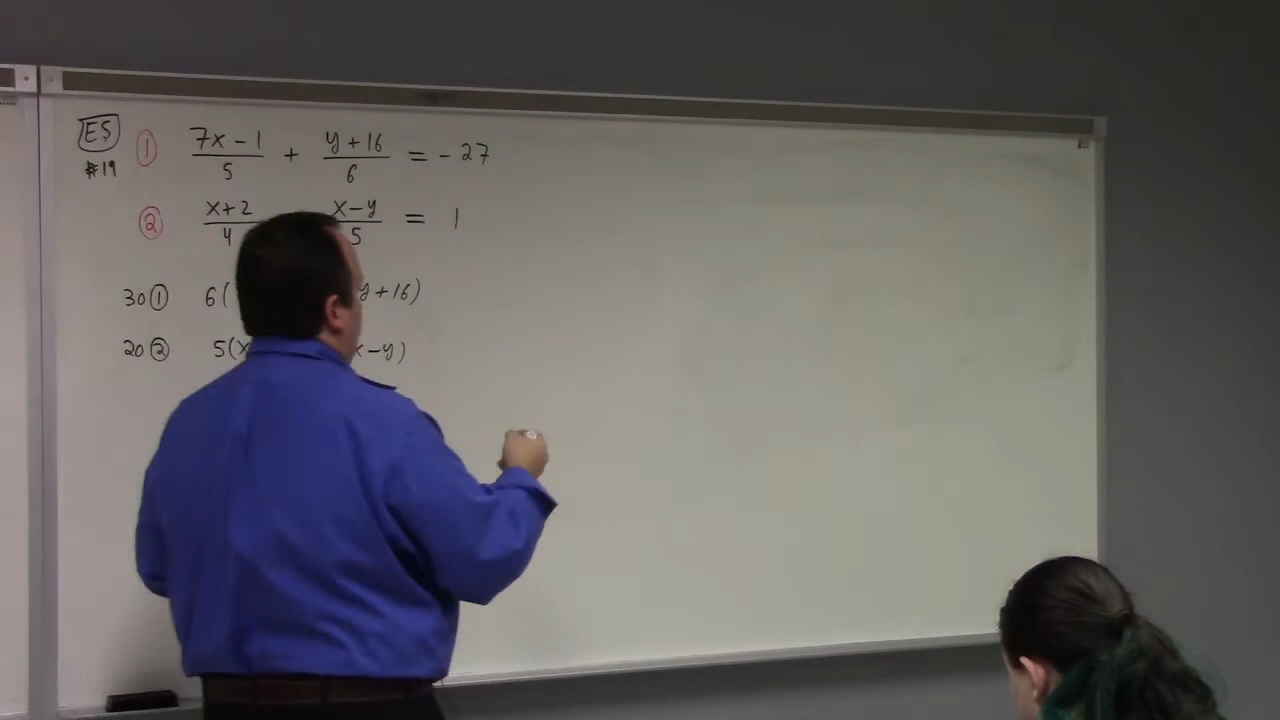 ES
#19
① (7x-1)/5 + (y+16)/6 = -27
② (x+2)/4 (x-y)/5 = 1
30① 6( y+16)
20② 5(x x-y)